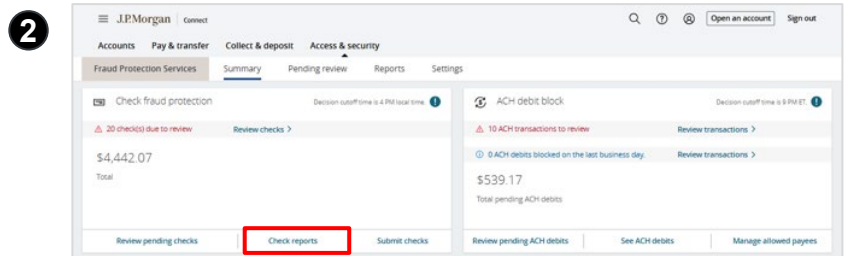 2
J.P.Morgan | Connect
Open an account
Sign out
Accounts Pay & transfer Collect & deposit Access & security
Fraud Protection Services Summary Pending review Reports Settings
Check fraud protection
Decision cutoff time is 4 PM local time.
20 check(s) due to review
Review checks >
$4,442.07
Total
Review pending checks
Check reports
Submit checks
ACH debit block
Decision cutoff time is 9 PM ET.
10 ACH transactions to review
Review transactions >
0 ACH debits blocked on the last business day.
Review transactions >
$539.17
Total pending ACH debits
Review pending ACH debits
See ACH debits
Manage allowed payees